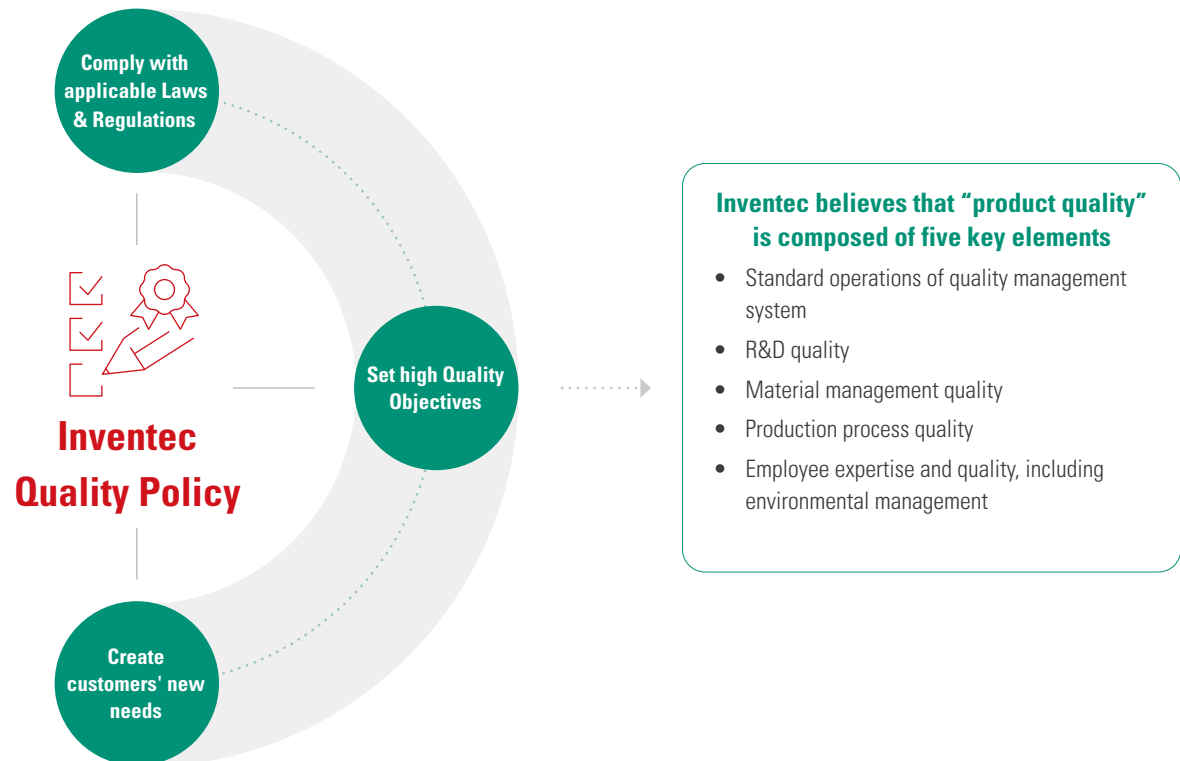 Comply with
applicable Laws
& Regulations
Inventec
Quality Policy
Set high Quality
Objectives
Create
customers' new
needs
Inventec believes that “product quality”
is composed of five key elements
• Standard operations of quality management
system
• R&D quality
• Material management quality
• Production process quality
• Employee expertise and quality, including
environmental management